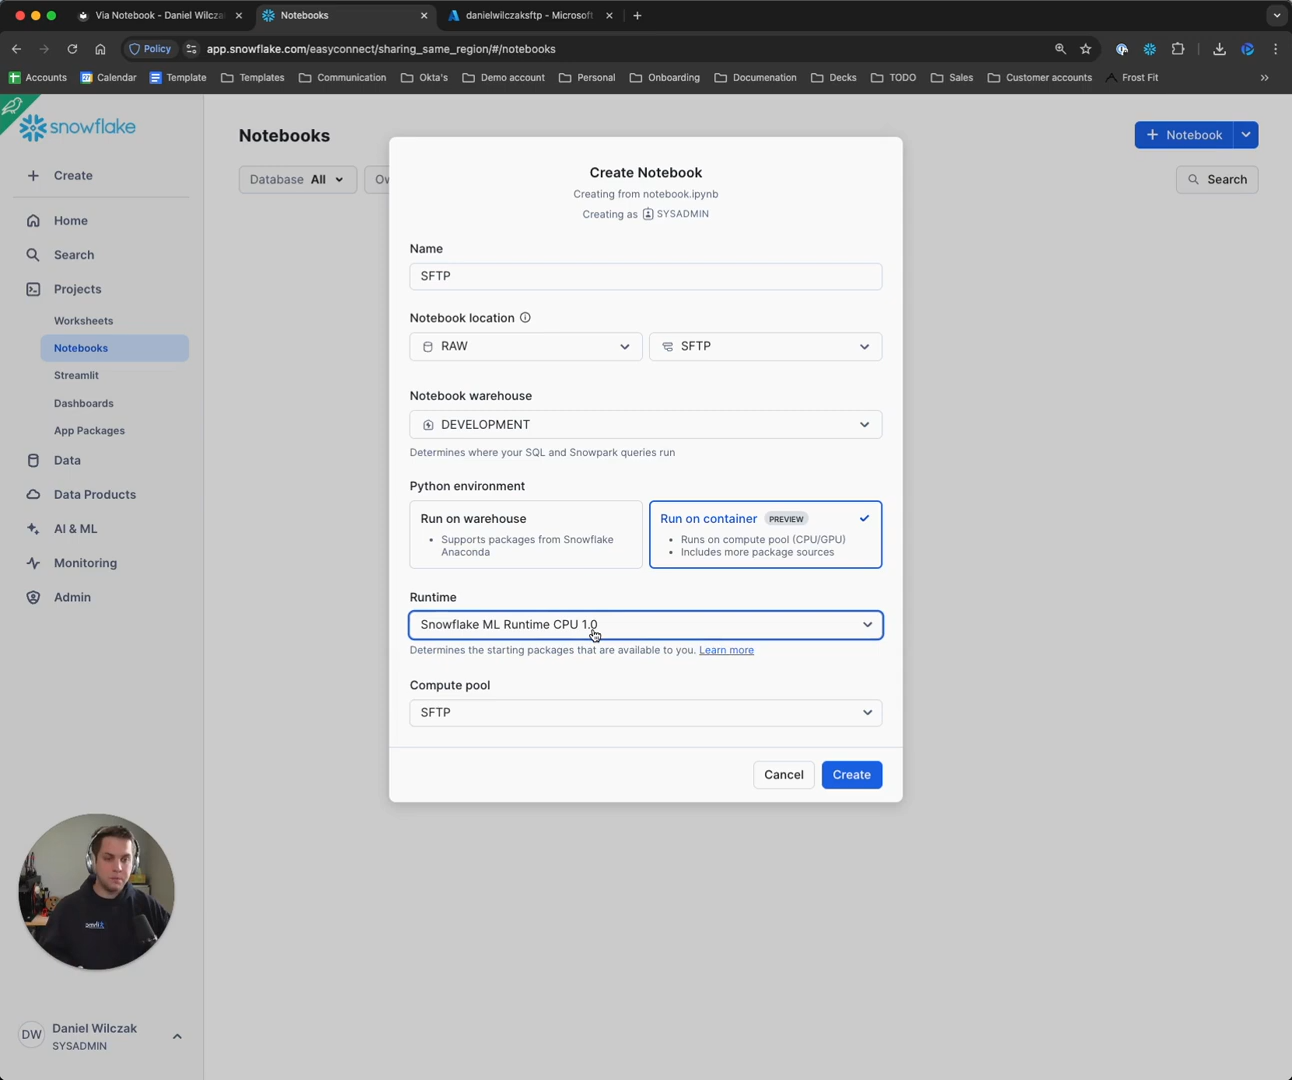 Via Notebook - Daniel Wilcza
Notebooks
danielwilczaksftp - Microsoft
Policy
app.snowflake.com/easyconnect/sharing_same_region/#/notebooks
Accounts
Calendar
Template
Templates
Communication
Okta's
Demo account
Personal
Onboarding
Documenation
Decks
TODO
Sales
Customer accounts
Frost Fit
snowflake
Create
Home
Search
Projects
Worksheets
Notebooks
Streamlit
Dashboards
App Packages
Data
Data Products
AI & ML
Monitoring
Admin
DW
Daniel Wilczak
SYSADMIN
Notebooks
Notebook
Database All
Ow
Search
Create Notebook
Creating from notebook.ipynb
Creating as SYSADMIN
Name
SFTP
Notebook location
RAW
SFTP
Notebook warehouse
DEVELOPMENT
Determines where your SQL and Snowpark queries run
Python environment
Run on warehouse
• Supports packages from Snowflake
Anaconda
Run on container PREVIEW
• Runs on compute pool (CPU/GPU)
• Includes more package sources
Runtime
Snowflake ML Runtime CPU 1.0
Determines the starting packages that are available to you. Learn more
Compute pool
SFTP
Cancel
Create